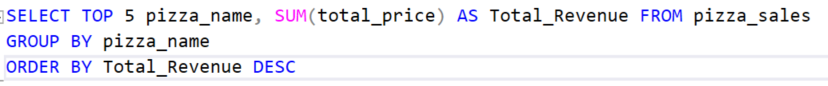 SELECT TOP 5 pizza_name, SUM(total_price) AS Total_Revenue FROM pizza_sales
GROUP BY pizza_name
ORDER BY Total_Revenue DESC